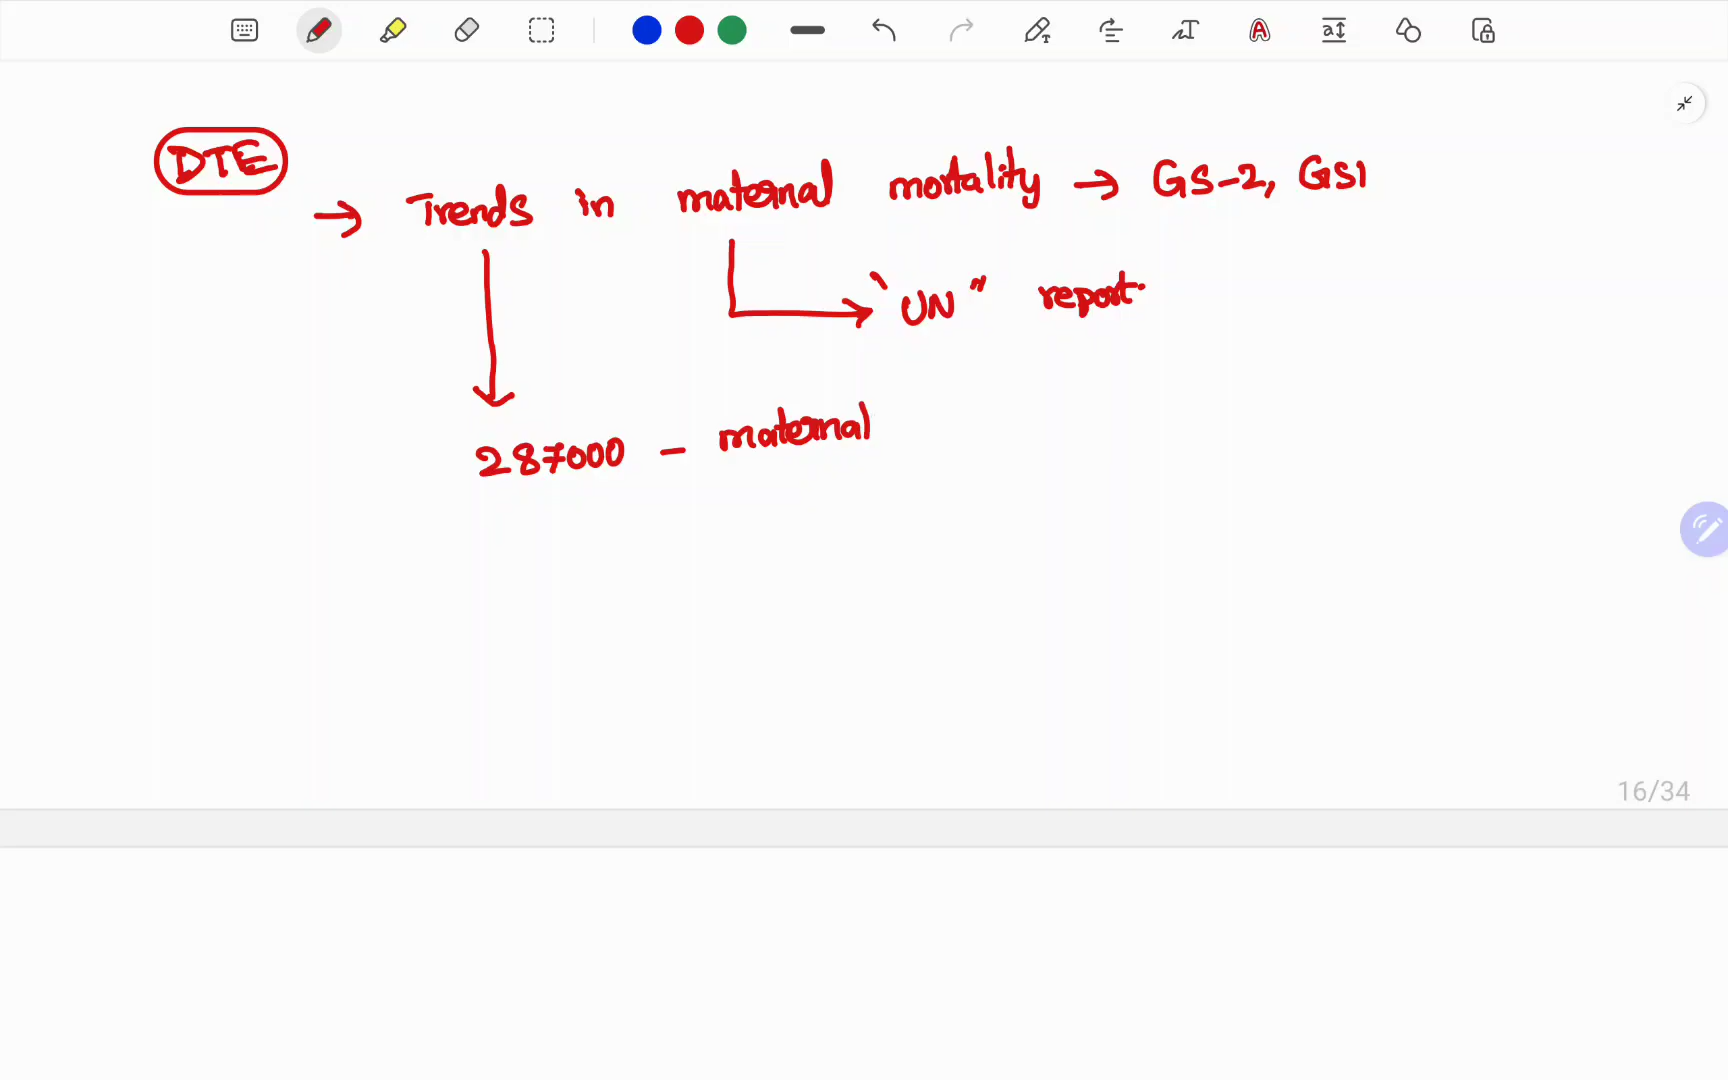 DTE
→ Trends in maternal mortality → GS-2, GS1
"UN" report
287000 - maternal
16/34